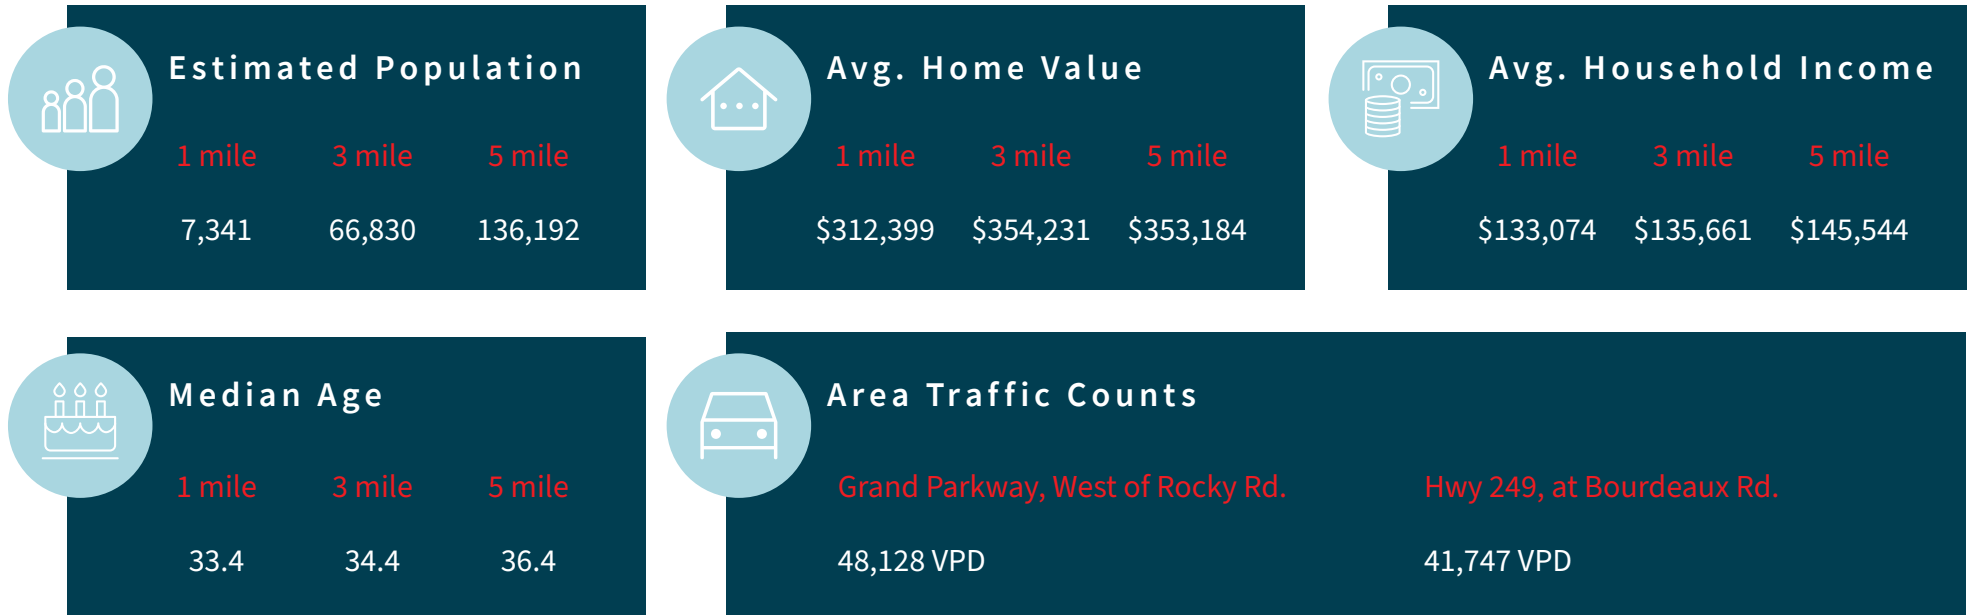 Estimated Population
1 mile 3 mile 5 mile
7,341 66,830 136,192
Avg. Home Value
1 mile 3 mile 5 mile
$312,399 $354,231 $353,184
Avg. Household Income
1 mile 3 mile 5 mile
$133,074 $135,661 $145,544
Median Age
1 mile 3 mile 5 mile
33.4 34.4 36.4
Area Traffic Counts
Grand Parkway, West of Rocky Rd. Hwy 249, at Bourdeaux Rd.
48,128 VPD 41,747 VPD